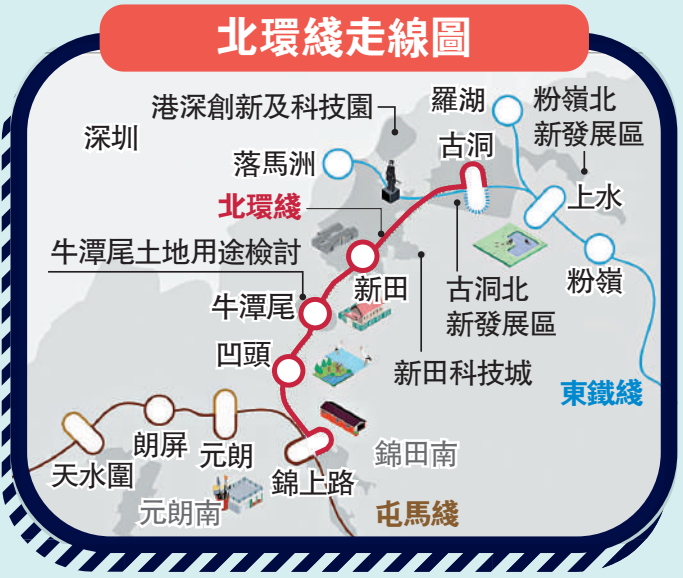 北環綫走線圖
港深創新及科技園
羅湖
粉嶺北
新發展區
深圳
古洞
落馬洲
上水
北環綫
牛潭尾土地用途檢討
粉嶺
新田
古洞北
新發展區
牛潭尾
凹頭
新田科技城
東鐵綫
朗屏
元朗
錦田南
天水圍
錦上路
元朗南
屯馬綫